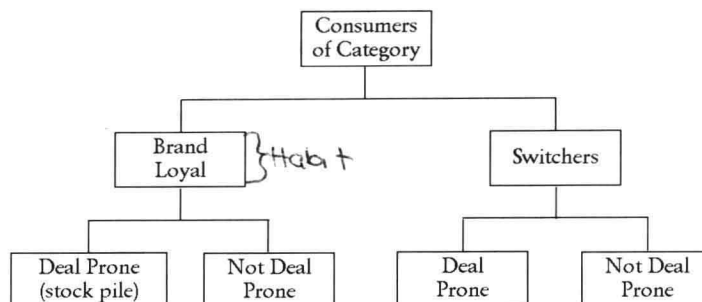 Consumers
of Category
Brand
Loyal
Habit
Switchers
Deal Prone
(stock pile)
Not Deal
Prone
Deal
Prone
Not Deal
Prone